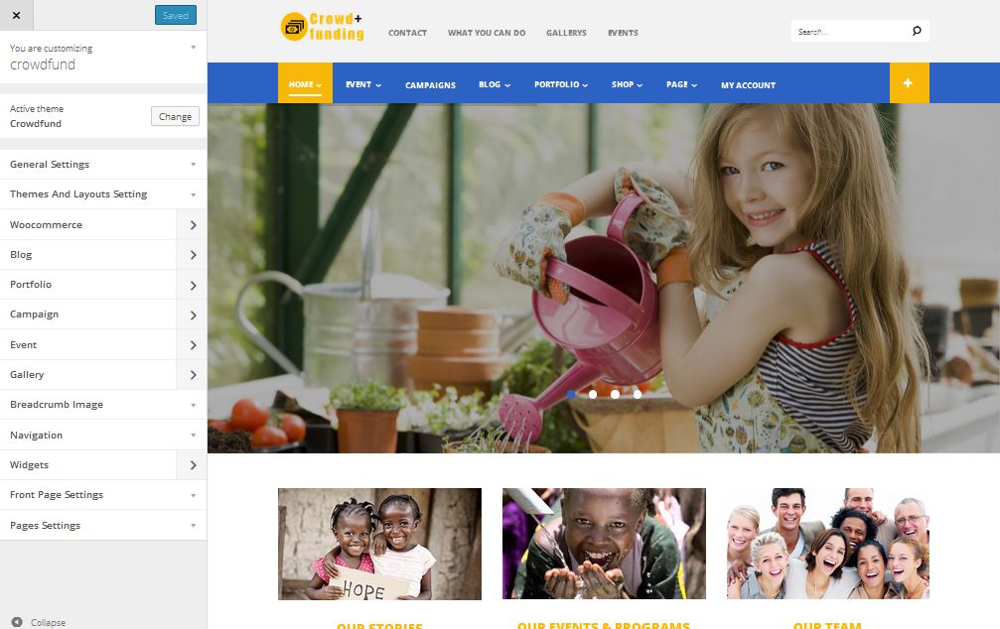 Saved
You are customizing
crowdfund
Active theme
Crowdfund
Change
General Settings
Themes And Layouts Setting
Woocommerce
Blog
Portfolio
Campaign
Event
Gallery
Breadcrumb Image
Navigation
Widgets
Front Page Settings
Pages Settings
Collapse
Crowd+
funding
CONTACT WHAT YOU CAN DO GALLERYS EVENTS
Search...
HOME EVENT CAMPAIGNS BLOG PORTFOLIO SHOP PAGE MY ACCOUNT
+
HOPE
OUR STORIES OUR EVENTS & PROGRAMS OUR TEAM